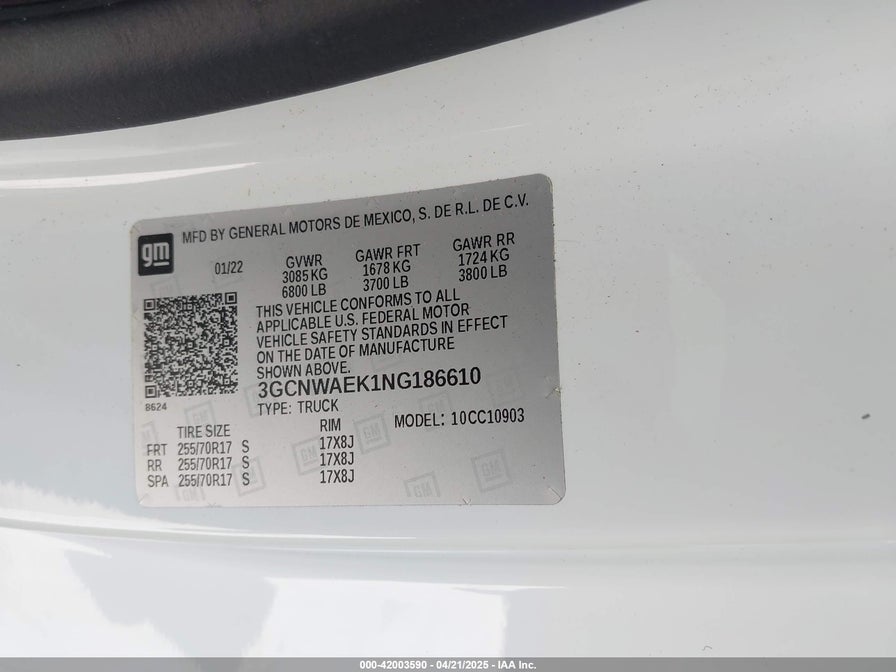 gm
MFD BY GENERAL MOTORS DE MEXICO, S. DE R.L. DE C.V.
01/22 GVWR GAWR FRT GAWR RR
3085 KG 1678 KG 1724 KG
6800 LB 3700 LB 3800 LB
THIS VEHICLE CONFORMS TO ALL
APPLICABLE U.S. FEDERAL MOTOR
VEHICLE SAFETY STANDARDS IN EFFECT
ON THE DATE OF MANUFACTURE
SHOWN ABOVE.
3GCNWAEK1NG186610
8624
TYPE: TRUCK
MODEL: 10CC10903
TIRE SIZE RIM
FRT 255/70R17 S 17X8J
RR 255/70R17 S 17X8J
SPA 255/70R17 S 17X8J
000-42003590 - 04/21/2025 - IAA Inc.